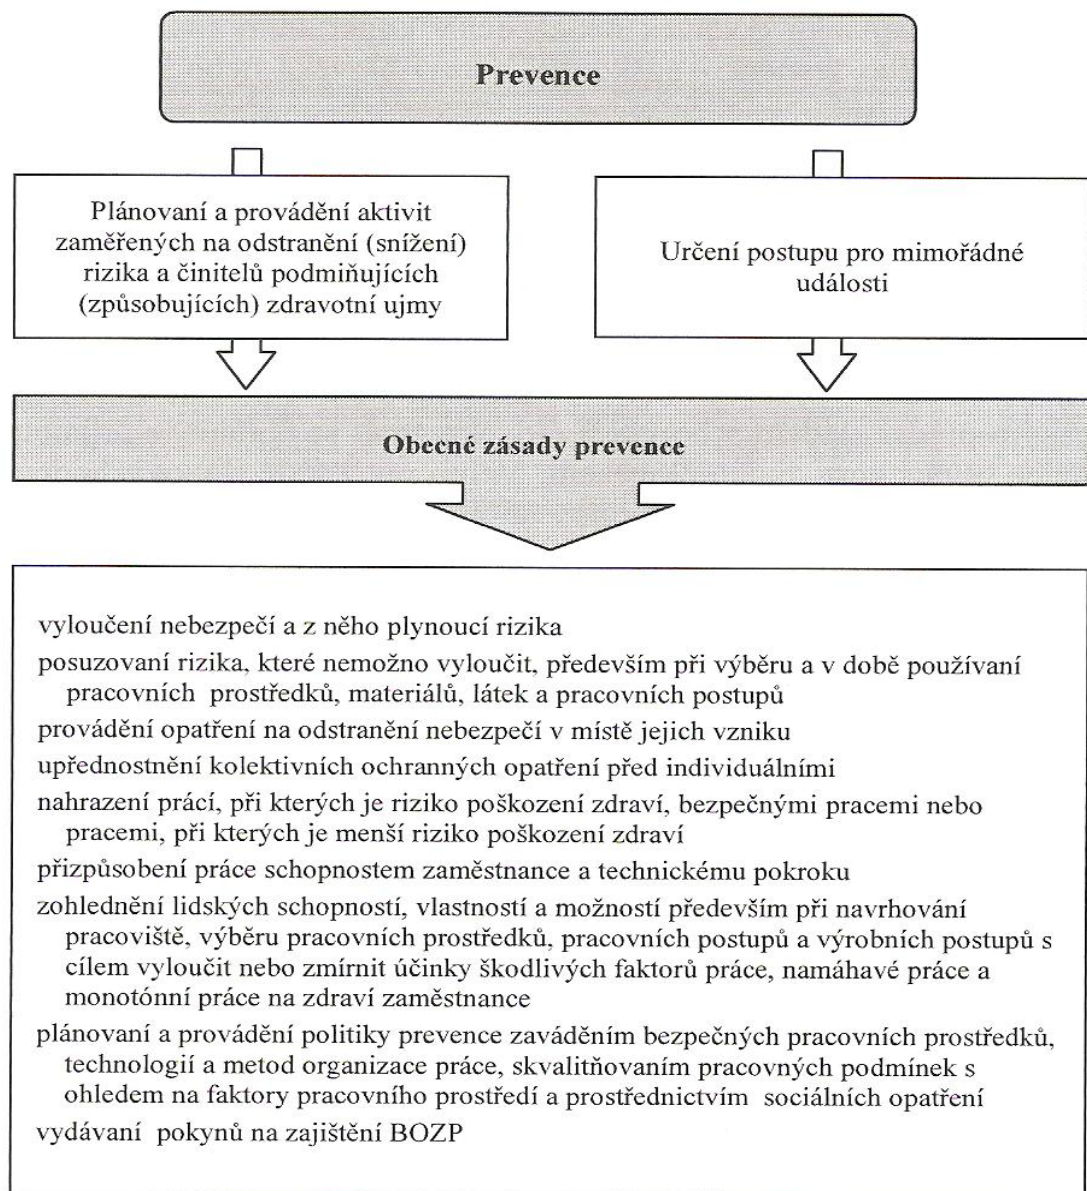 Prevence
Plánovaní a provádění aktivit
zaměřených na odstranění (snížení)
rizika a činitelů podmiňujících
(způsobujících) zdravotní ujmy
Určení postupu pro mimořádné
události
Obecné zásady prevence
vyloučení nebezpečí a z něho plynoucí rizika
posuzovaní rizika, které nemožno vyloučit, především při výběru a v době používaní
pracovních prostředků, materiálů, látek a pracovních postupů
provádění opatření na odstranění nebezpečí v místě jejich vzniku
upřednostnění kolektivních ochranných opatření před individuálními
nahrazení prácí, při kterých je riziko poškození zdraví, bezpečnými pracemi nebo
pracemi, při kterých je menší riziko poškození zdraví
přizpůsobení práce schopnostem zaměstnance a technickému pokroku
zohlednění lidských schopností, vlastností a možností především při navrhování
pracoviště, výběru pracovních prostředků, pracovních postupů a výrobních postupů s
cílem vyloučit nebo zmírnit účinky škodlivých faktorů práce, namáhavé práce a
monotónní práce na zdraví zaměstnance
plánovaní a provádění politiky prevence zaváděním bezpečných pracovních prostředků,
technologií a metod organizace práce, skvalitňovaním pracovných podmínek s
ohledem na faktory pracovního prostředí a prostřednictvím sociálních opatření
vydávaní pokynů na zajištění BOZP